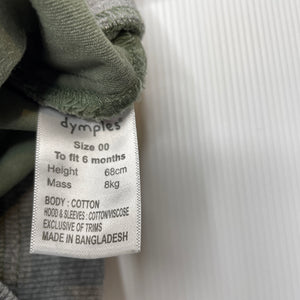 dymples
Size 00
To fit 6 months
Height 68cm
Mass 8kg
BODY : COTTON
HOOD & SLEEVES : COTTON/VISCOSE
EXCLUSIVE OF TRIMS
MADE IN BANGLADESH